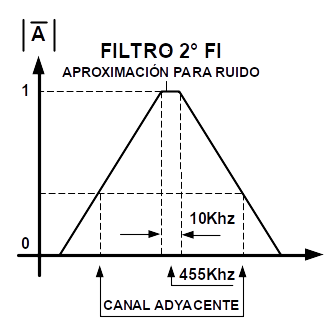 |A|
FILTRO 2° FI
APROXIMACIÓN PARA RUIDO
1
10Khz
0
455Khz
CANAL ADYACENTE